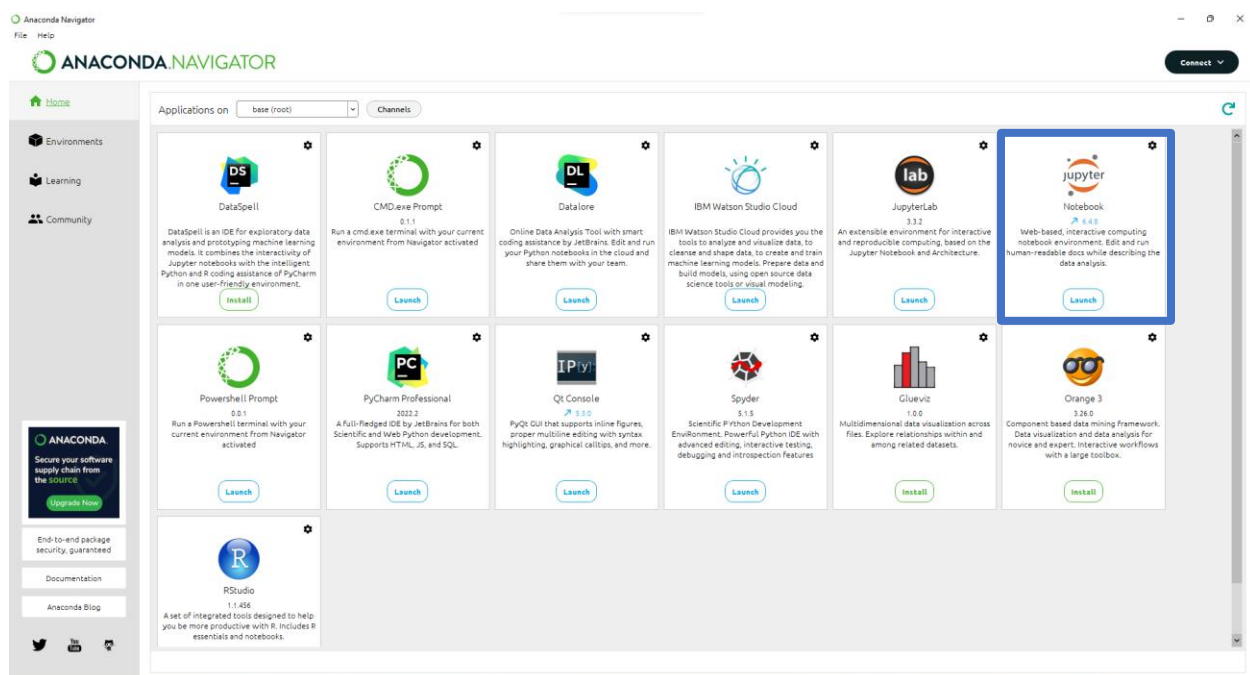 Anaconda Navigator
File Help
ANACONDA.NAVIGATOR
Connect
Home
Environments
Learning
Community
Applications on base (root) Channels
DS
DataSpell
DataSpell is an IDE for exploratory data
analysis and prototyping machine learning
models. It combines the interactivity of
Jupyter notebooks with the intelligent
Python and R coding assistance of PyCharm
in one user-friendly environment.
Install
CMD.exe Prompt
0.1.1
Run a cmd.exe terminal with your current
environment from Navigator activated
Launch
DL
Datalore
Online Data Analysis Tool with smart
coding assistance by JetBrains. Edit and run
your Python notebooks in the cloud and
share them with your team.
Launch
IBM Watson Studio Cloud
IBM Watson Studio Cloud provides you the
tools to analyze and visualize data, to
cleanse and shape data, to create and train
machine learning models. Prepare data and
build models, using open source data
science tools or visual modeling.
Launch
lab
JupyterLab
3.3.2
An extensible environment for interactive
and reproducible computing, based on the
Jupyter Notebook and Architecture.
Launch
jupyter
Notebook
6.4.8
Web-based, interactive computing
notebook environment. Edit and run
human-readable docs while describing the
data analysis.
Launch
Powershell Prompt
0.0.1
Run a Powershell terminal with your
current environment from Navigator
activated
Launch
PC
PyCharm Professional
2022.2
A full-fledged IDE by JetBrains for both
Scientific and Web Python development.
Supports HTML, JS, and SQL.
Launch
IP[y]:
Qt Console
5.3.0
PyQt GUI that supports inline figures,
proper multiline editing with syntax
highlighting, graphical calltips, and more.
Launch
Spyder
5.1.5
Scientific PYthon Development
EnviRonment. Powerful Python IDE with
advanced editing, interactive testing,
debugging and introspection features
Launch
Glueviz
1.0.0
Multidimensional data visualization across
files. Explore relationships within and
among related datasets.
Install
Orange 3
3.26.0
Component based data mining framework.
Data visualization and data analysis for
novice and expert. Interactive workflows
with a large toolbox.
Install
R
RStudio
1.1.456
A set of integrated tools designed to help
you be more productive with R. Includes R
essentials and notebooks.
ANACONDA.
Secure your software
supply chain from
the source
Upgrade Now
End-to-end package
security, guaranteed
Documentation
Anaconda Blog
You
Tube